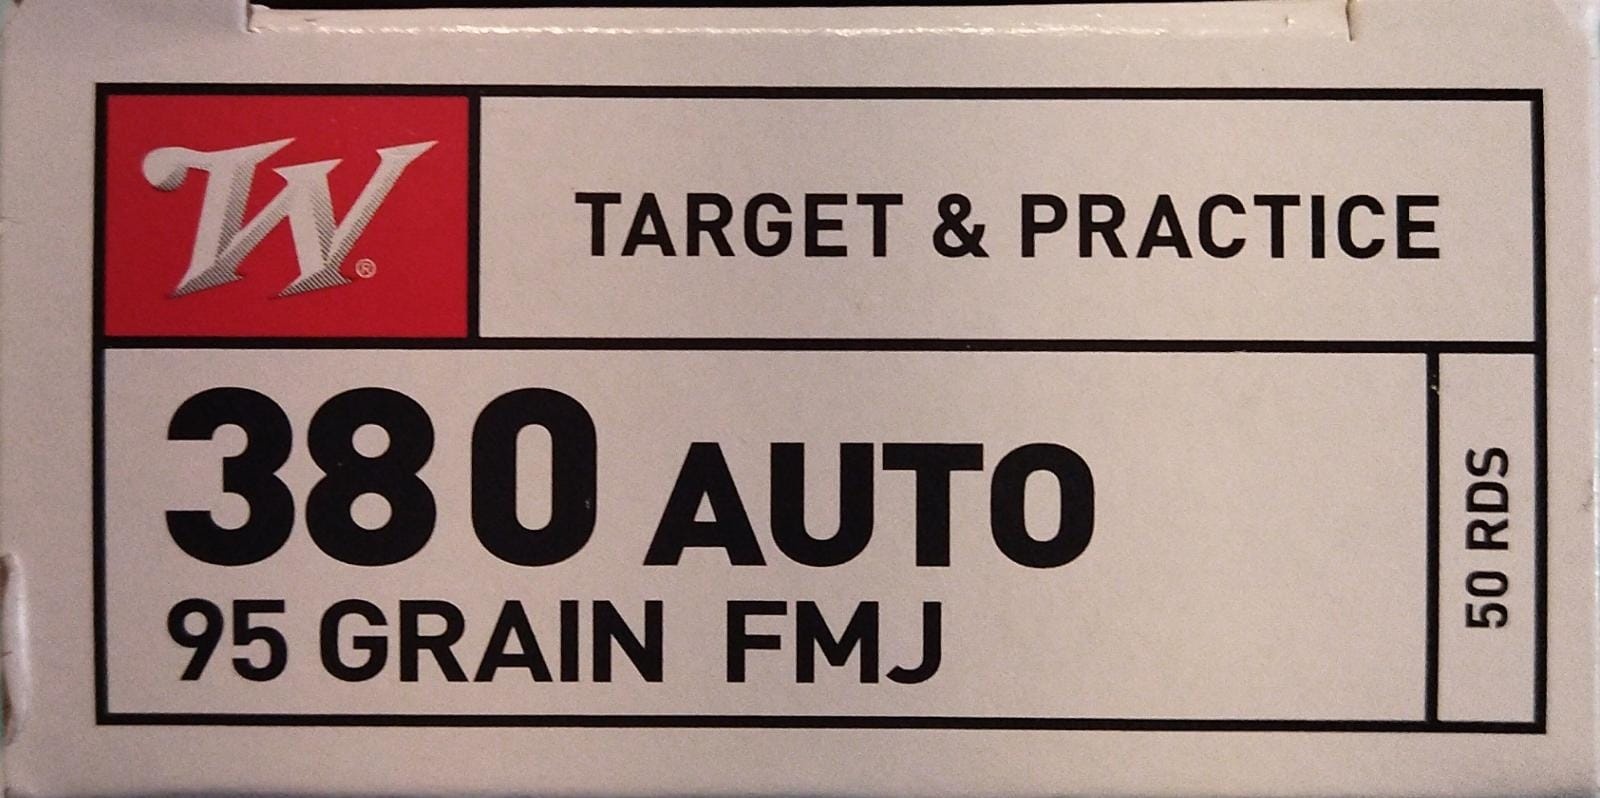 W®
TARGET & PRACTICE
380 AUTO
95 GRAIN FMJ
50 RDS